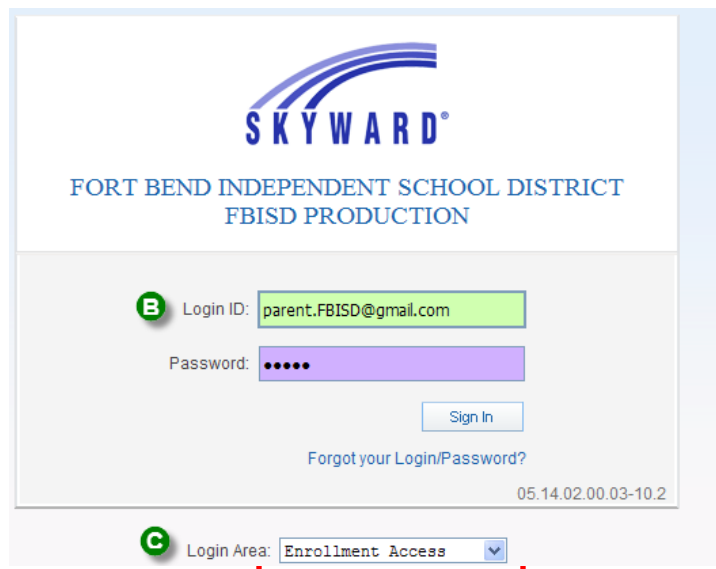 SKYWARD®
FORT BEND INDEPENDENT SCHOOL DISTRICT
FBISD PRODUCTION
B Login ID: parent.FBISD@gmail.com
Password: •••••
Sign In
Forgot your Login/Password?
05.14.02.00.03-10.2
C Login Area: Enrollment Access